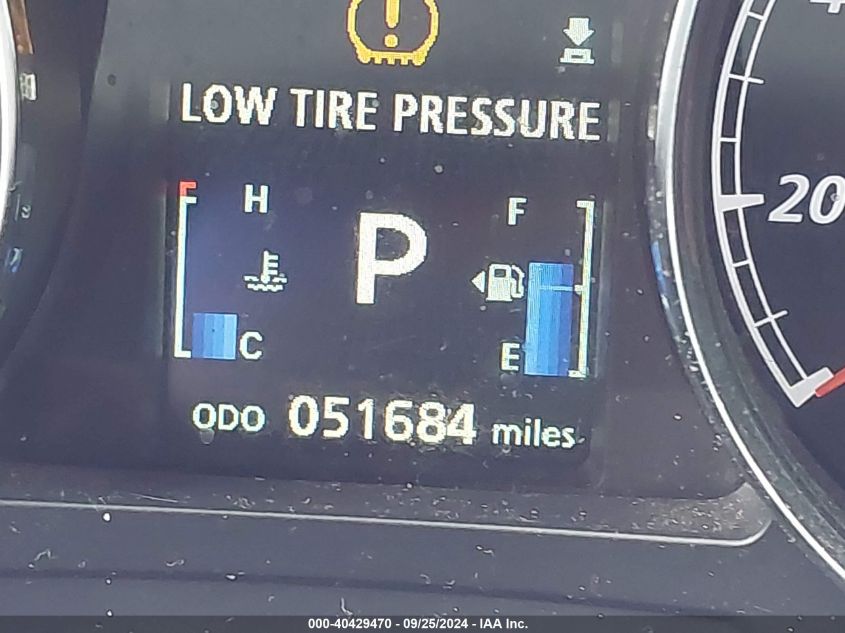 LOW TIRE PRESSURE
H
F
P
20
C
E
ODO 051684 miles
000-40429470 - 09/25/2024 - IAA Inc.